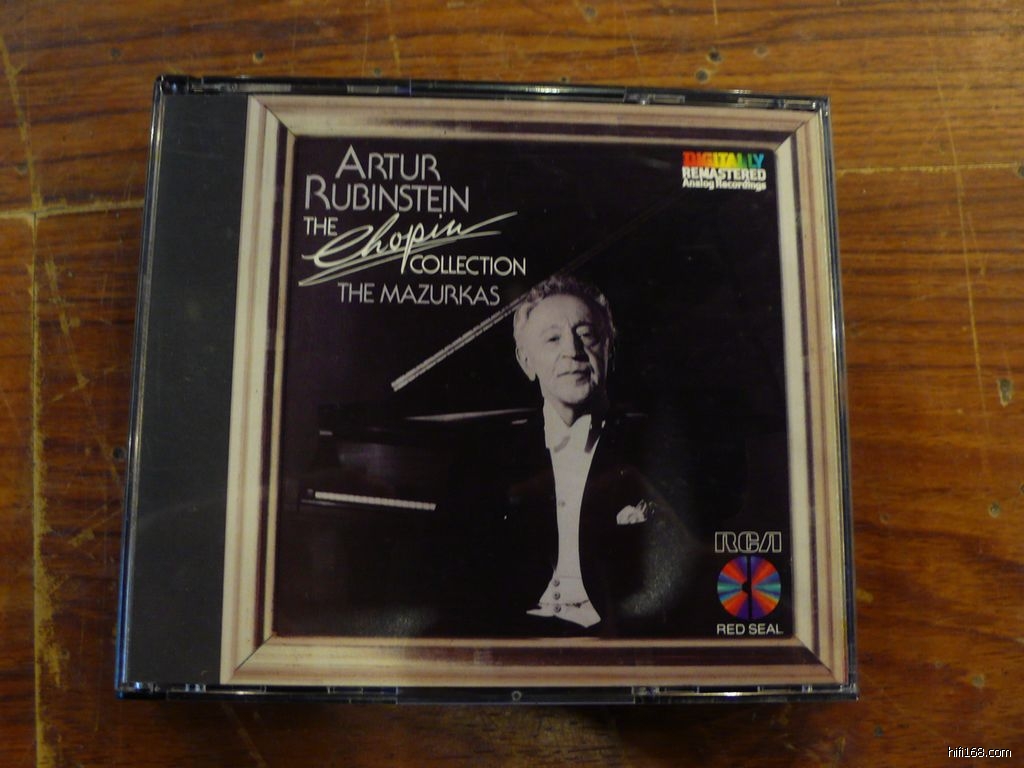 ARTUR
RUBINSTEIN
THE Chopin
COLLECTION
THE MAZURKAS
DIGITALLY
REMASTERED
Analog Recordings
RCA
RED SEAL
hifi168.com